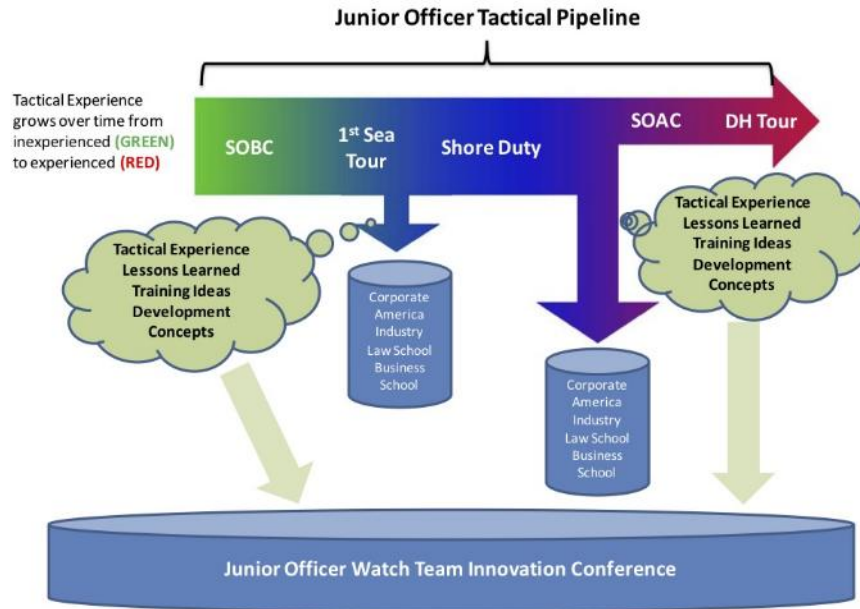 Junior Officer Tactical Pipeline
Tactical Experience
grows over time from
inexperienced (GREEN)
to experienced (RED)
SOBC
1st Sea
Tour
Shore Duty
SOAC
DH Tour
Tactical Experience
Lessons Learned
Training Ideas
Development
Concepts
Corporate
America
Industry
Law School
Business
School
Corporate
America
Industry
Law School
Business
School
Tactical Experience
Lessons Learned
Training Ideas
Development
Concepts
Junior Officer Watch Team Innovation Conference